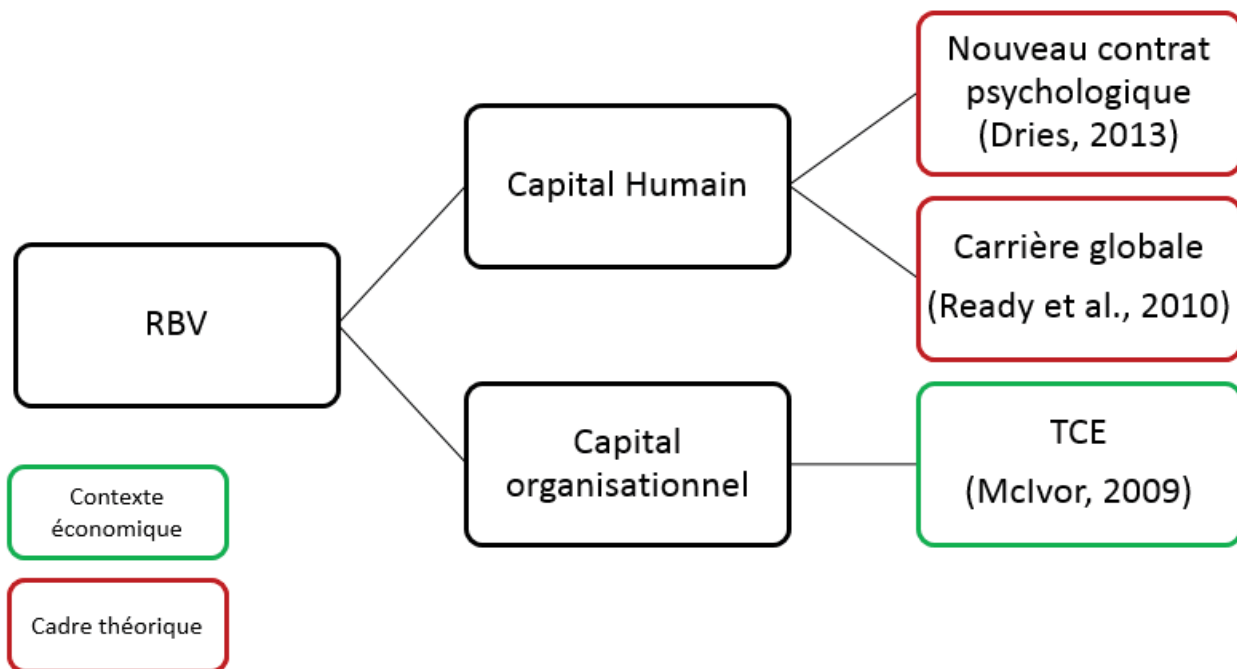 RBV
Capital Humain
Capital
organisationnel
Nouveau contrat
psychologique
(Dries, 2013)
Carrière globale
(Ready et al., 2010)
TCE
(McIvor, 2009)
Contexte
économique
Cadre théorique